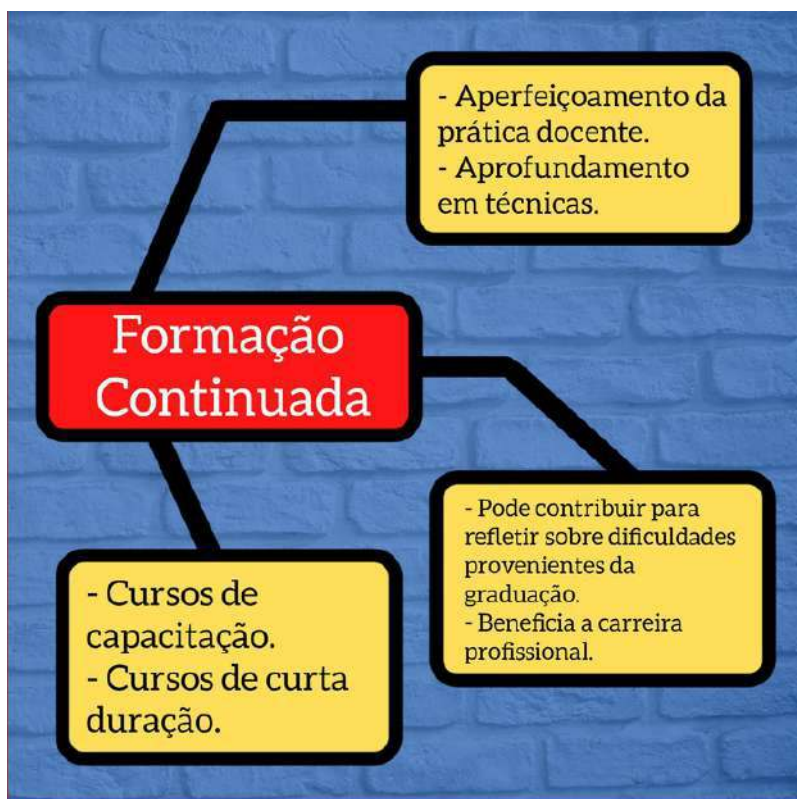 - Aperfeiçoamento da
prática docente.
- Aprofundamento
em técnicas.
Formação
Continuada
- Pode contribuir para
refletir sobre dificuldades
provenientes da
graduação.
- Beneficia a carreira
profissional.
- Cursos de
capacitação.
- Cursos de curta
duração.